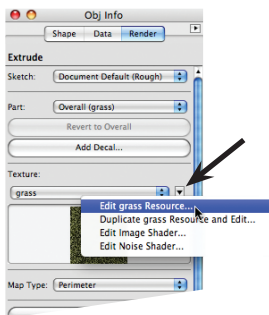 Obj Info
Shape Data Render
Extrude
Sketch: Document Default (Rough)
Part: Overall (grass)
Revert to Overall
Add Decal...
Texture:
grass
Edit grass Resource...
Duplicate grass Resource and Edit...
Edit Image Shader...
Edit Noise Shader...
Map Type: Perimeter